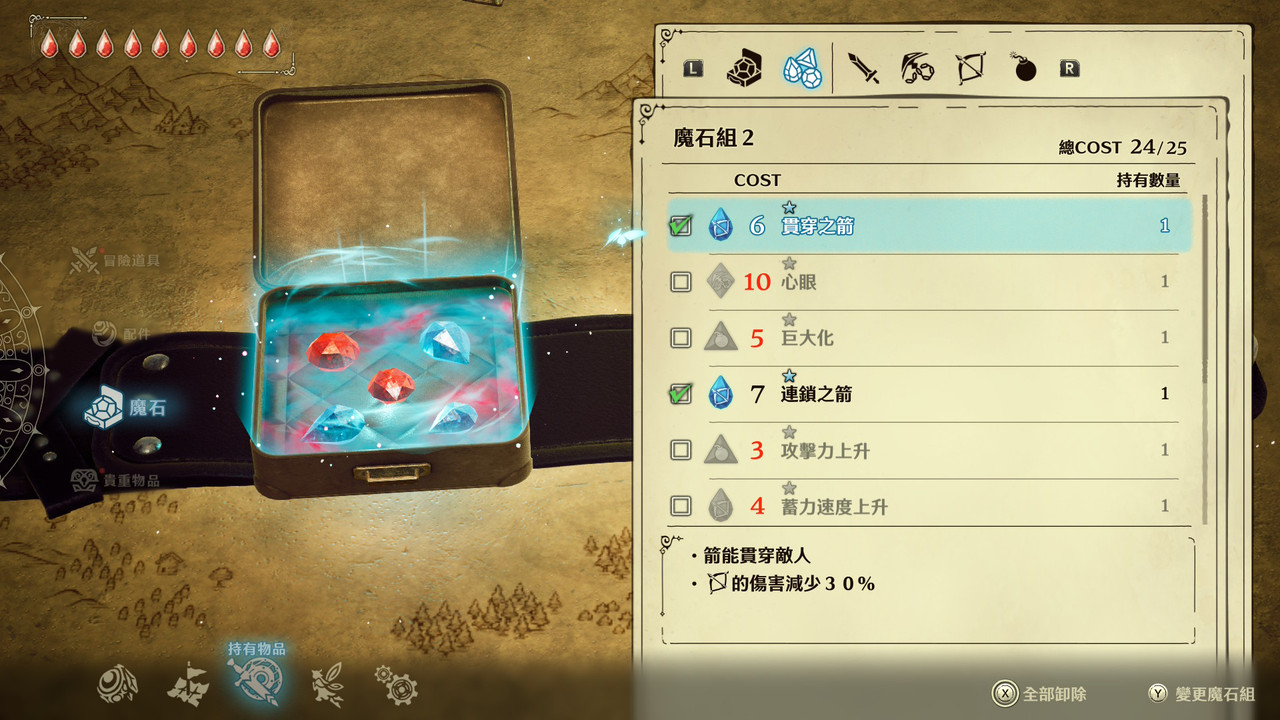 L
R
魔石組 2
總COST 24/25
COST
持有數量
6 貫穿之箭 1
10 心眼 1
5 巨大化 1
7 連鎖之箭 1
3 攻擊力上升 1
4 蓄力速度上升 1
・箭能貫穿敵人
・的傷害減少３０%
冒險道具
配件
魔石
貴重物品
持有物品
X 全部卸除
Y 變更魔石組